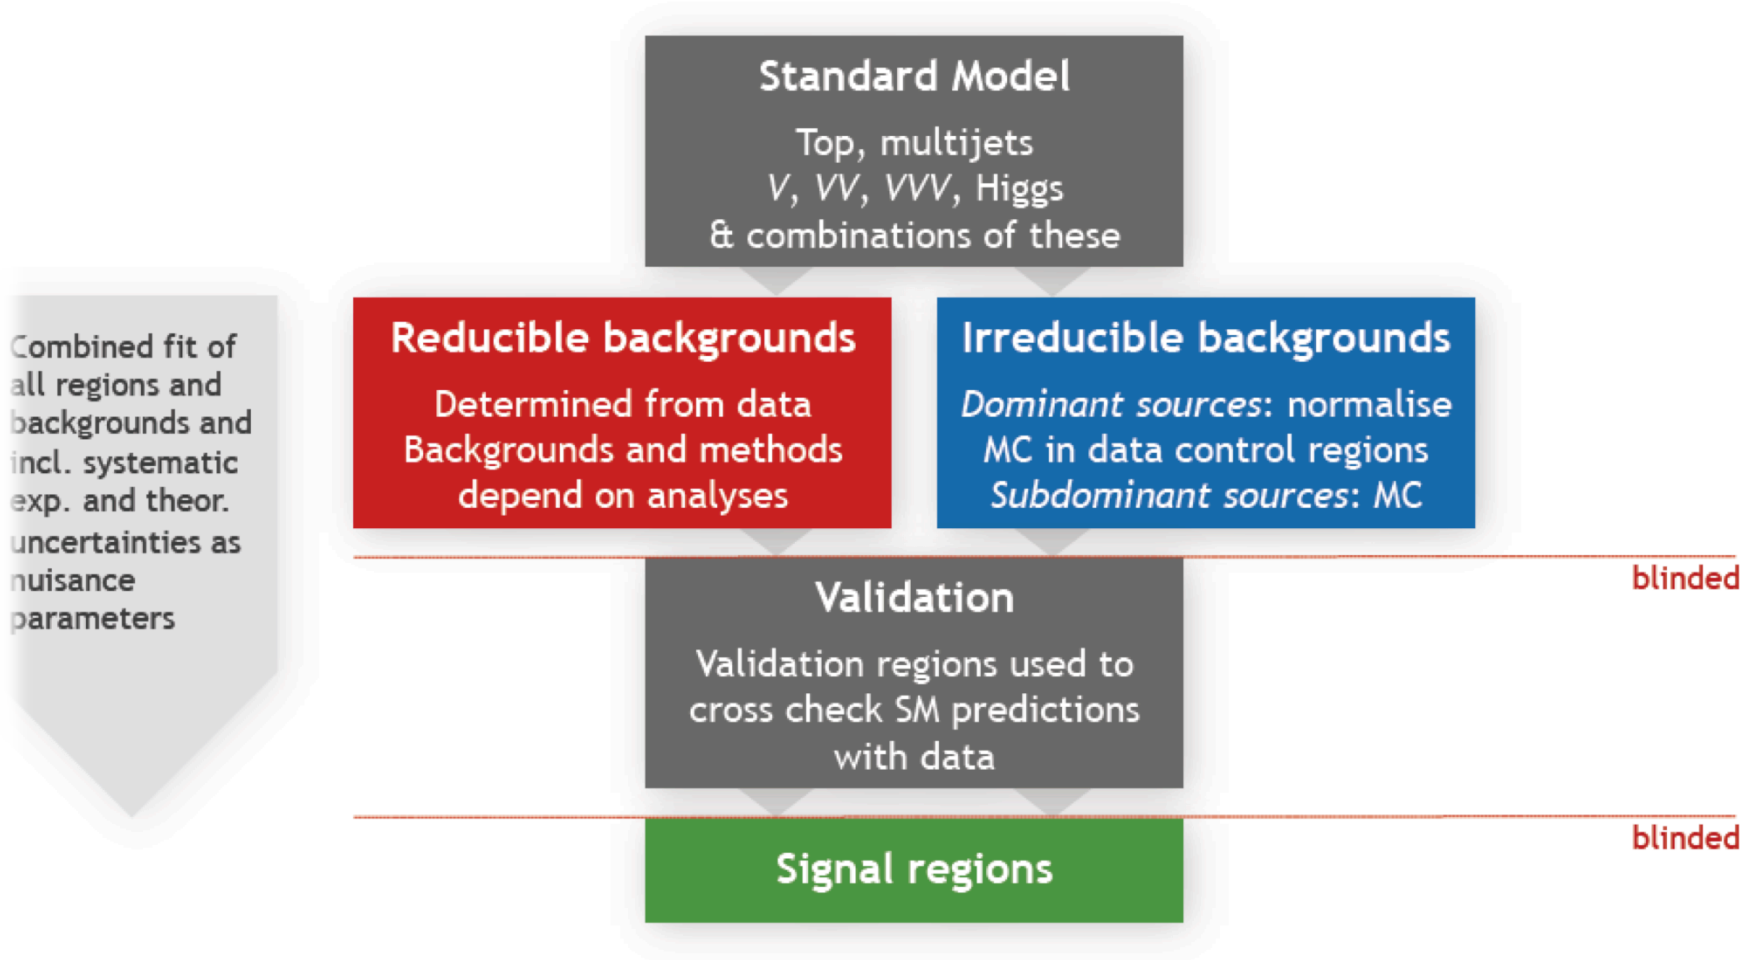 Standard Model
Top, multijets
V, VV, VVV, Higgs
& combinations of these
Combined fit of
all regions and
backgrounds and
incl. systematic
exp. and theor.
uncertainties as
nuisance
parameters
Reducible backgrounds
Determined from data
Backgrounds and methods
depend on analyses
Irreducible backgrounds
Dominant sources: normalise
MC in data control regions
Subdominant sources: MC
blinded
Validation
Validation regions used to
cross check SM predictions
with data
blinded
Signal regions